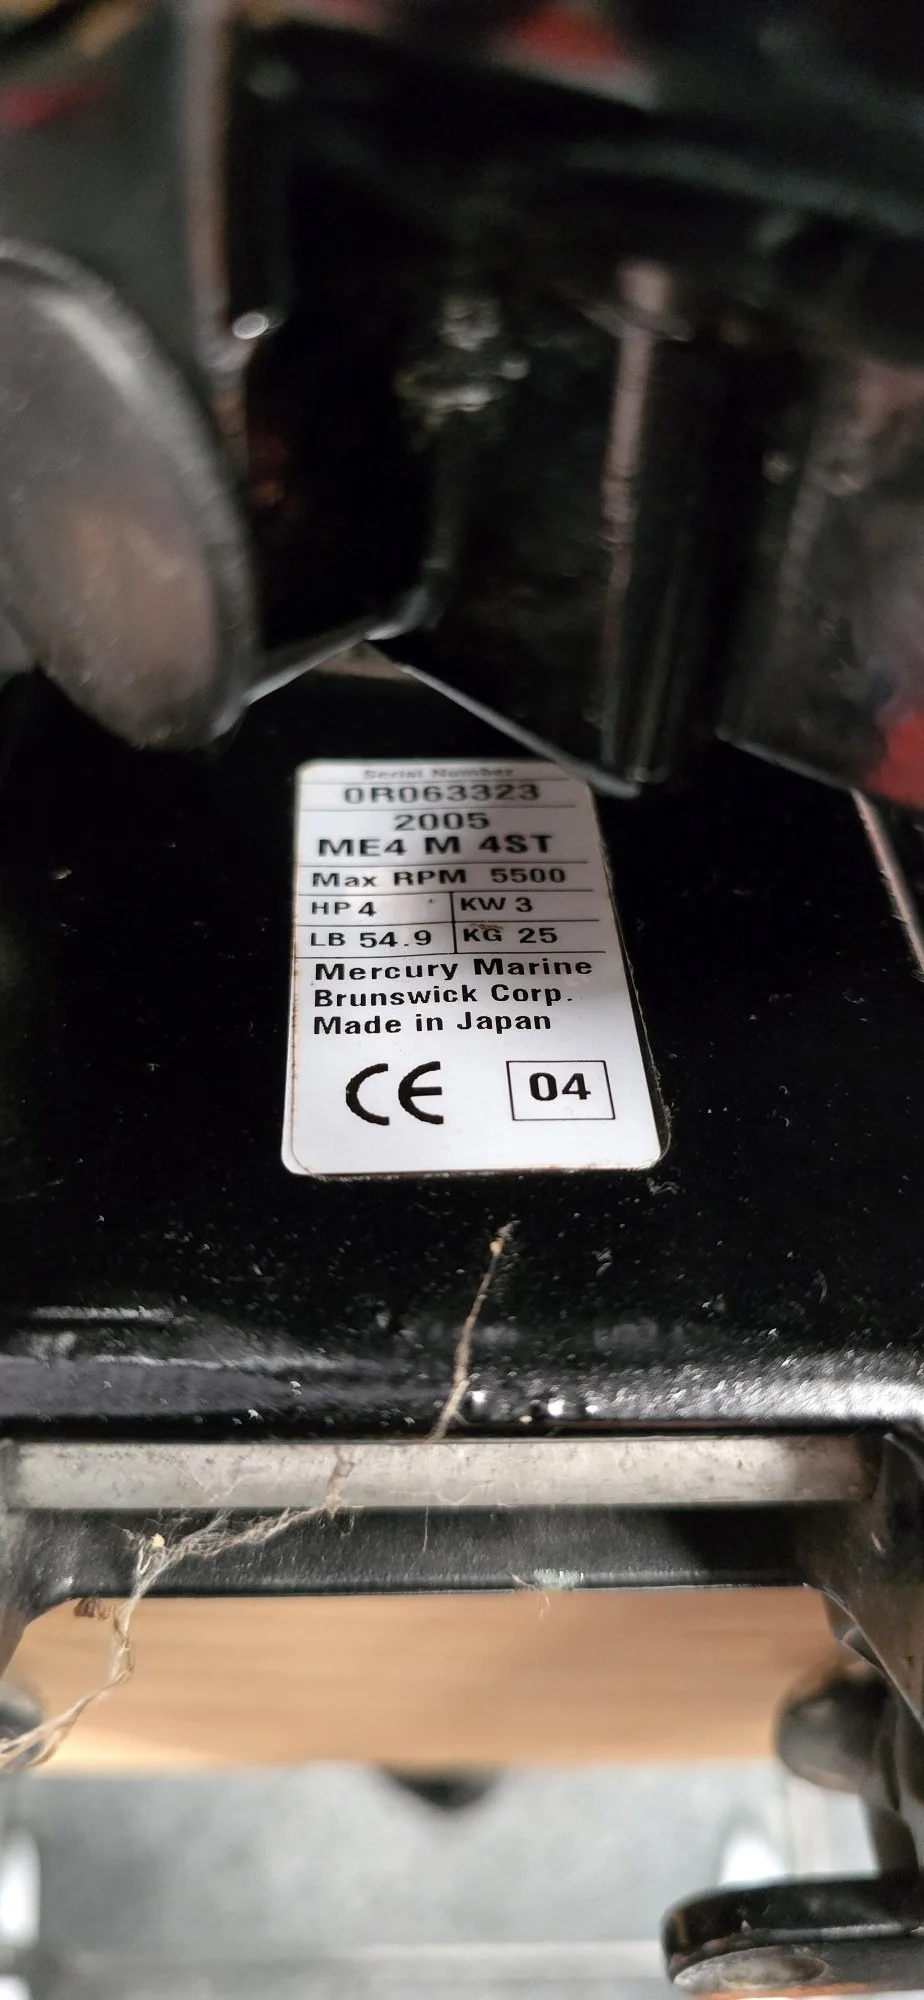 Serial Number
0R063323
2005
ME4 M 4ST
Max RPM 5500
HP 4 KW 3
LB 54.9 KG 25
Mercury Marine
Brunswick Corp.
Made in Japan
CE 04